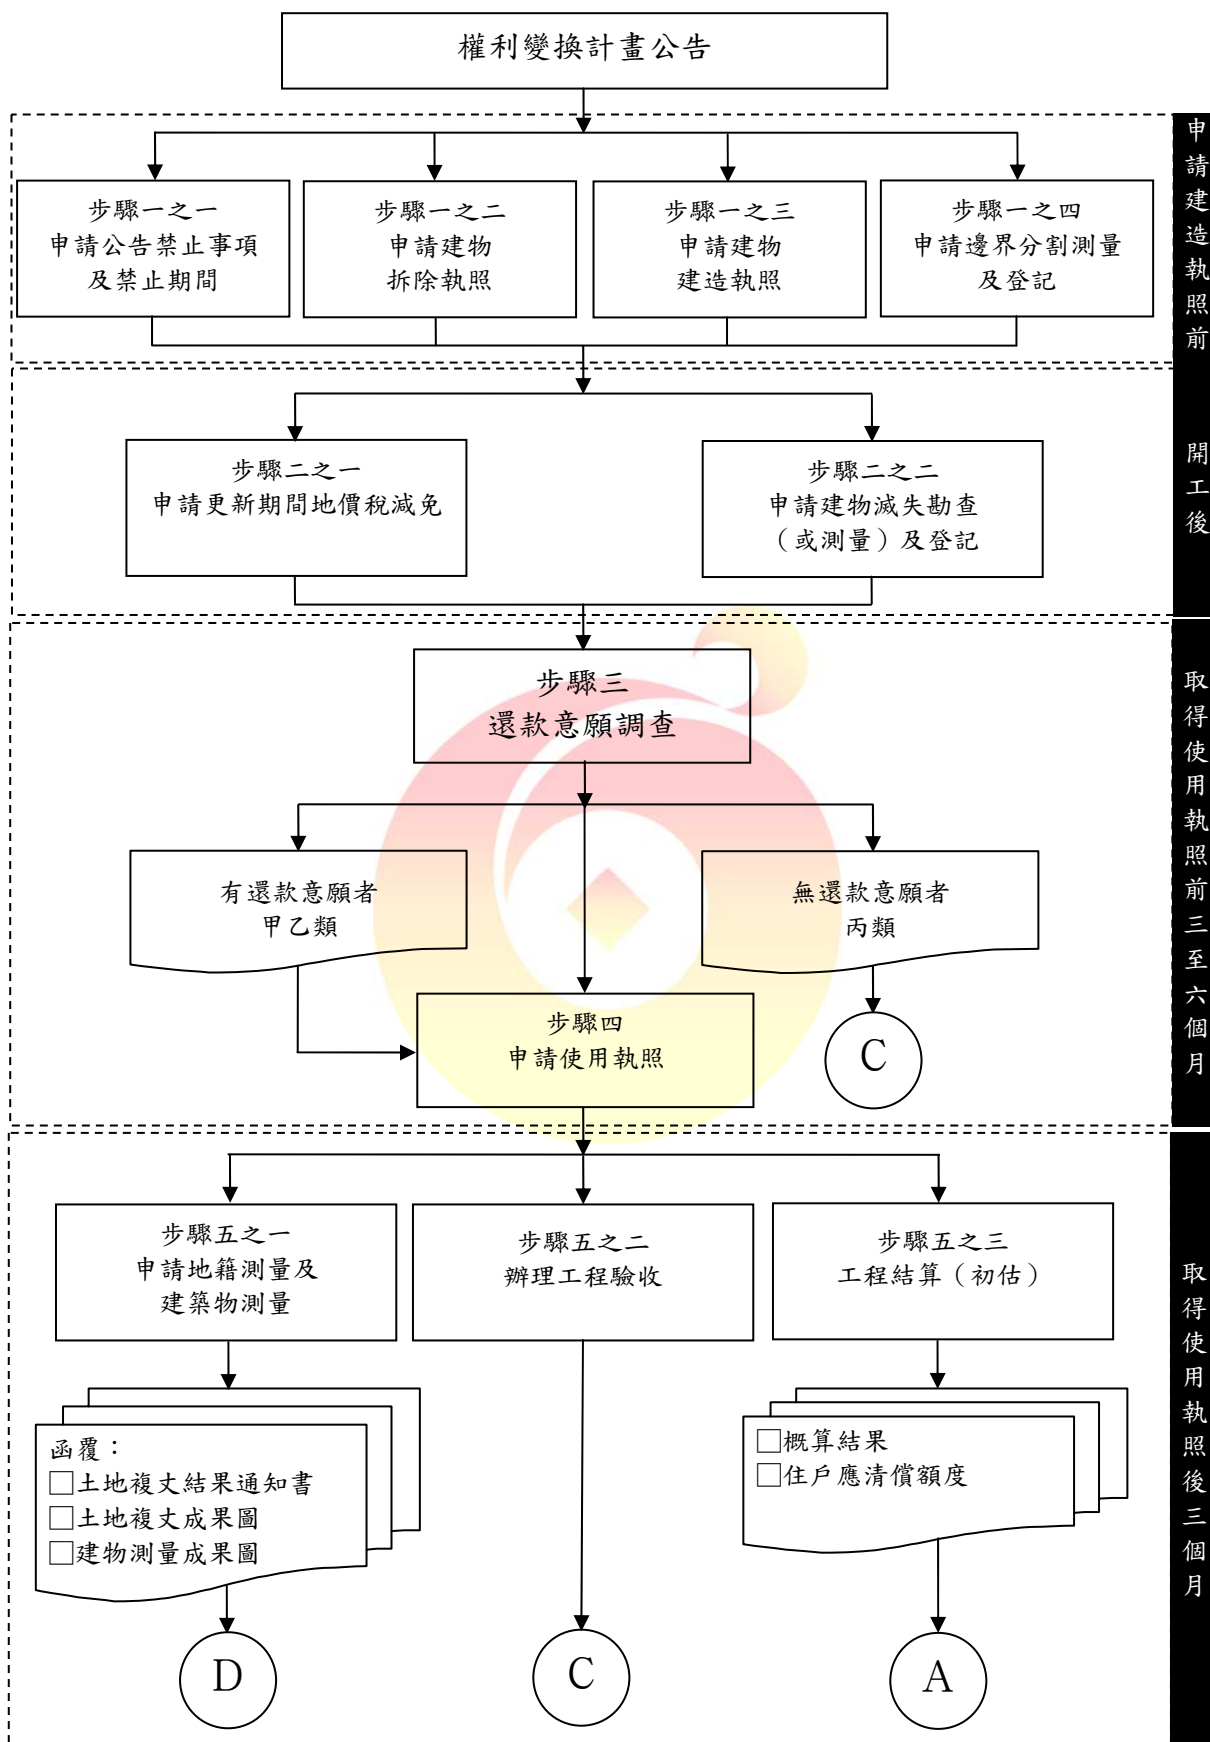 權利變換計畫公告
申請建造執照前
步驟一之一
申請公告禁止事項
及禁止期間
步驟一之二
申請建物
拆除執照
步驟一之三
申請建物
建造執照
步驟一之四
申請邊界分割測量
及登記
開工後
步驟二之一
申請更新期間地價稅減免
步驟二之二
申請建物滅失勘查
（或測量）及登記
取得使用執照前三至六個月
步驟三
還款意願調查
有還款意願者
甲乙類
無還款意願者
丙類
步驟四
申請使用執照
C
取得使用執照後三個月
步驟五之一
申請地籍測量及
建築物測量
步驟五之二
辦理工程驗收
步驟五之三
工程結算（初估）
函覆：
□土地複丈結果通知書
□土地複丈成果圖
□建物測量成果圖
□概算結果
□住戶應清償額度
D
C
A